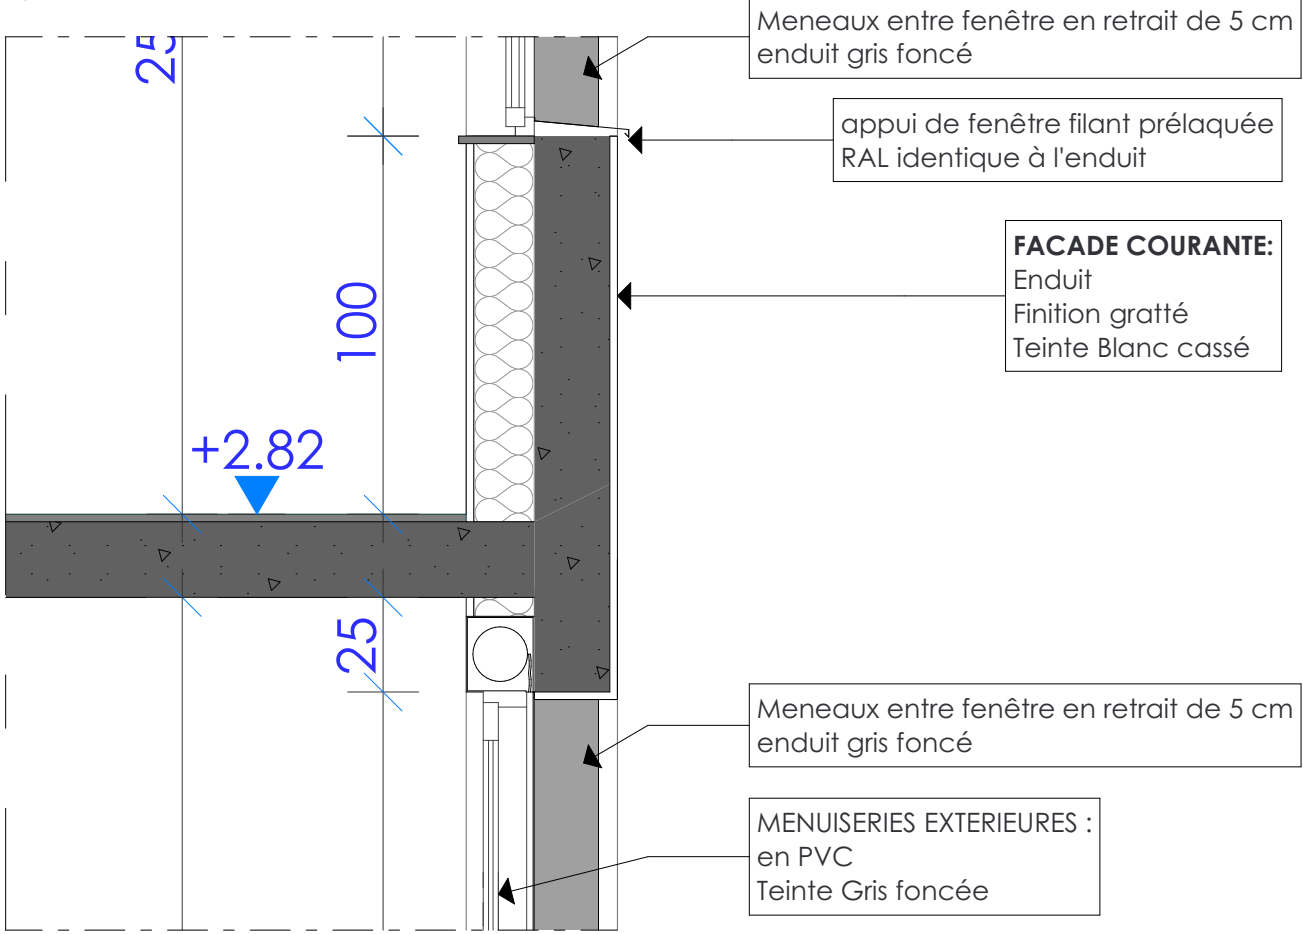 Meneaux entre fenêtre en retrait de 5 cm
enduit gris foncé
appui de fenêtre filant prélaquée
RAL identique à l'enduit
FACADE COURANTE:
Enduit
Finition gratté
Teinte Blanc cassé
100
+2.82
25
Meneaux entre fenêtre en retrait de 5 cm
enduit gris foncé
MENUISERIES EXTERIEURES :
en PVC
Teinte Gris foncée